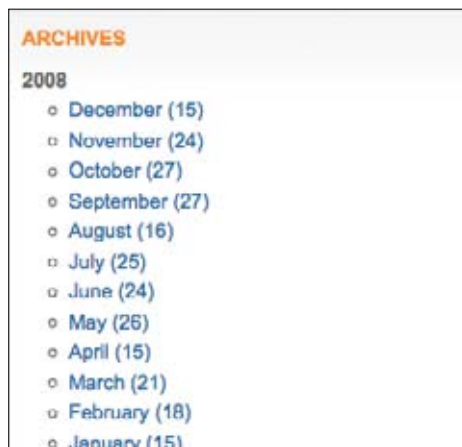 ARCHIVES
2008
December (15)
November (24)
October (27)
September (27)
August (16)
July (25)
June (24)
May (26)
April (15)
March (21)
February (18)
January (15)